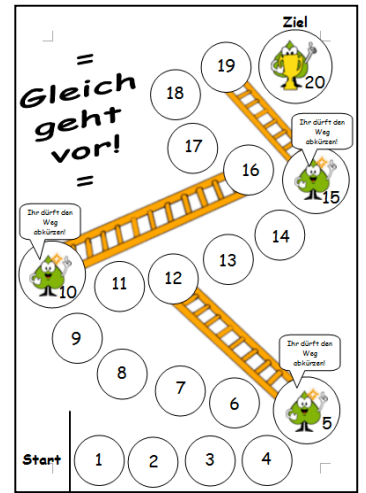 Ziel
=
Gleich
geht
vor!
=
20
19
18
17
16
Ihr dürft den
Weg
abkürzen!
15
14
13
12
11
Ihr dürft den
Weg
abkürzen!
10
9
8
7
6
Ihr dürft den
Weg
abkürzen!
5
Start
1
2
3
4